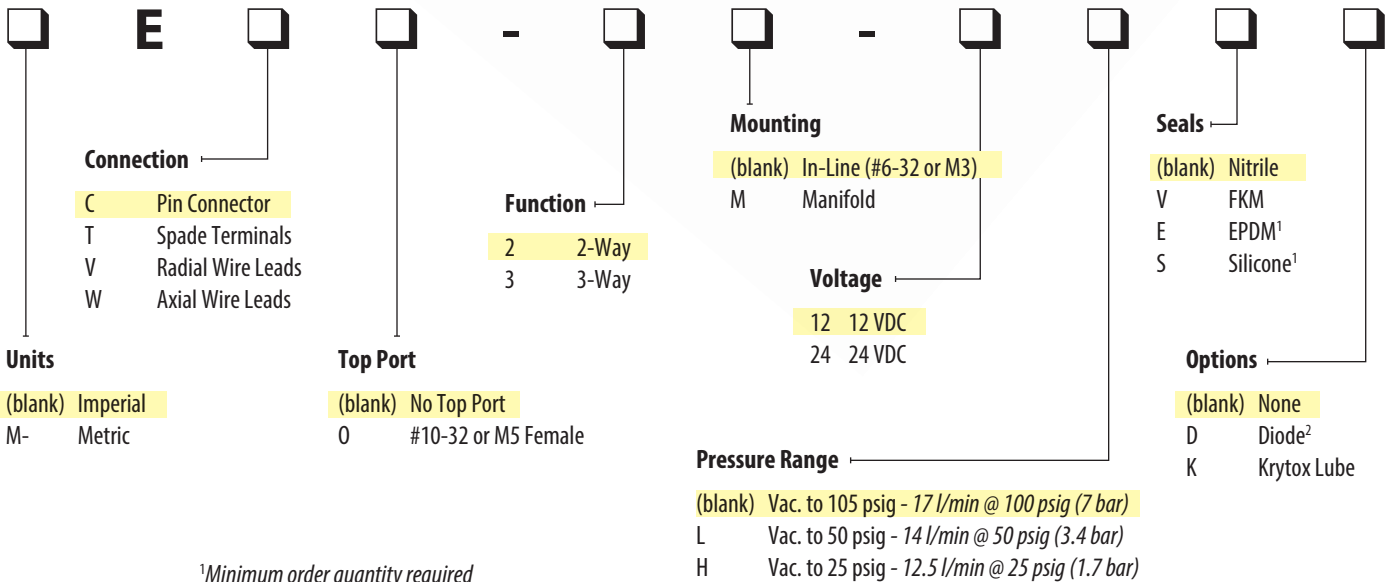 E - -
Connection
C Pin Connector
T Spade Terminals
V Radial Wire Leads
W Axial Wire Leads
Units
(blank) Imperial
M- Metric
Top Port
(blank) No Top Port
O #10-32 or M5 Female
Function
2 2-Way
3 3-Way
Mounting
(blank) In-Line (#6-32 or M3)
M Manifold
Voltage
12 12 VDC
24 24 VDC
Pressure Range
(blank) Vac. to 105 psig - 17 l/min @ 100 psig (7 bar)
L Vac. to 50 psig - 14 l/min @ 50 psig (3.4 bar)
H Vac. to 25 psig - 12.5 l/min @ 25 psig (1.7 bar)
Seals
(blank) Nitrile
V FKM
E EPDM¹
S Silicone¹
Options
(blank) None
D Diode²
K Krytox Lube
¹Minimum order quantity required